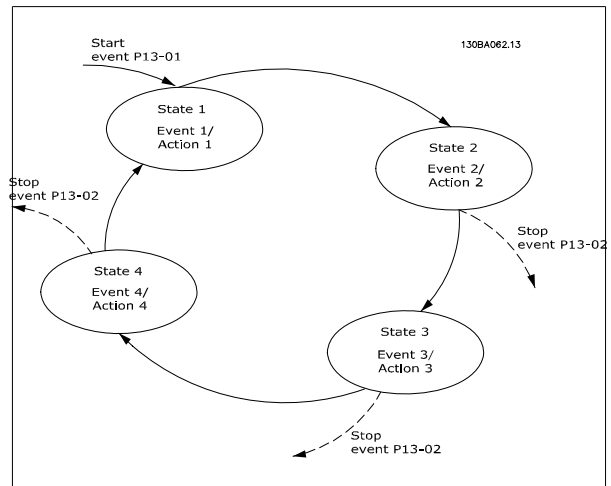 Start
event P13-01
130BA062.13
State 1
Event 1/
Action 1
State 2
Event 2/
Action 2
Stop
event P13-02
Stop
event P13-02
State 4
Event 4/
Action 4
State 3
Event 3/
Action 3
Stop
event P13-02